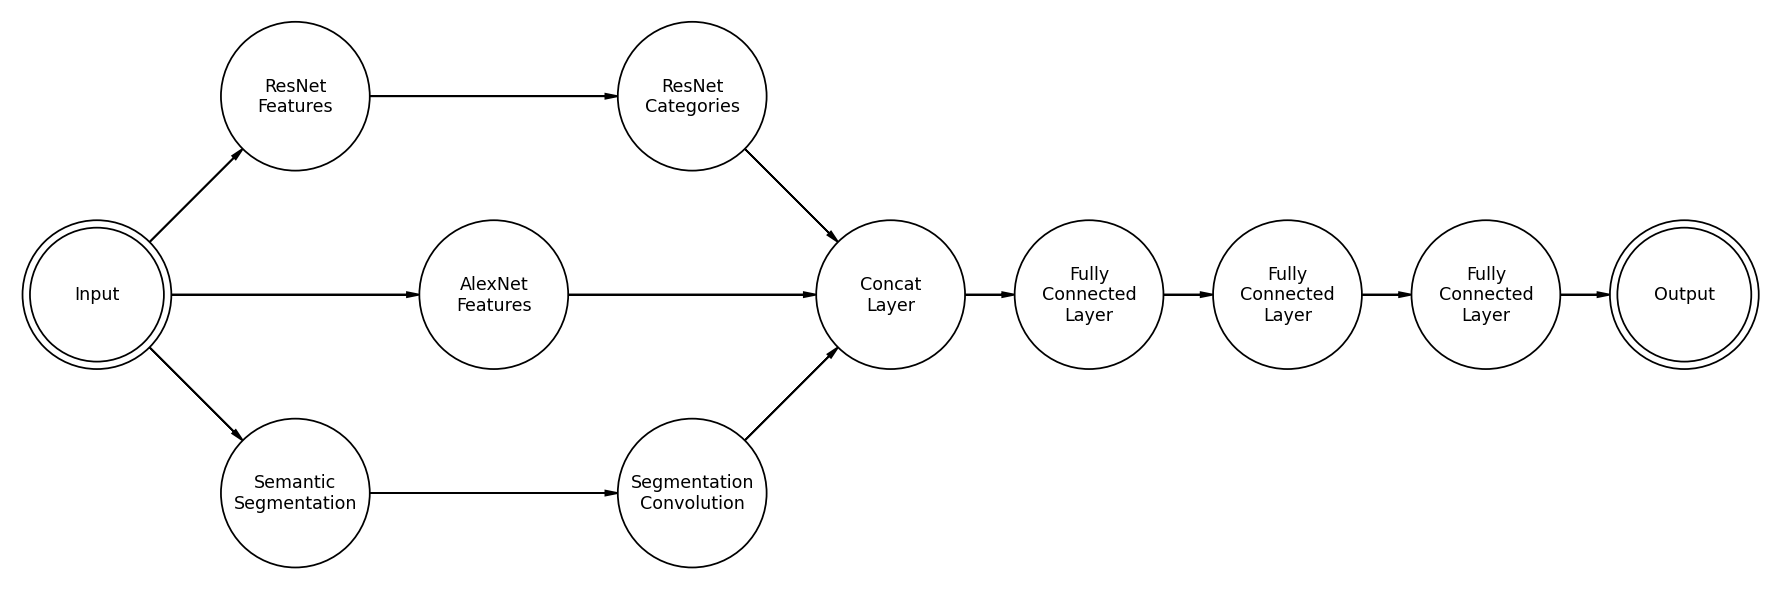 ResNet
Features
ResNet
Categories
Input
AlexNet
Features
Concat
Layer
Fully
Connected
Layer
Fully
Connected
Layer
Fully
Connected
Layer
Output
Semantic
Segmentation
Segmentation
Convolution